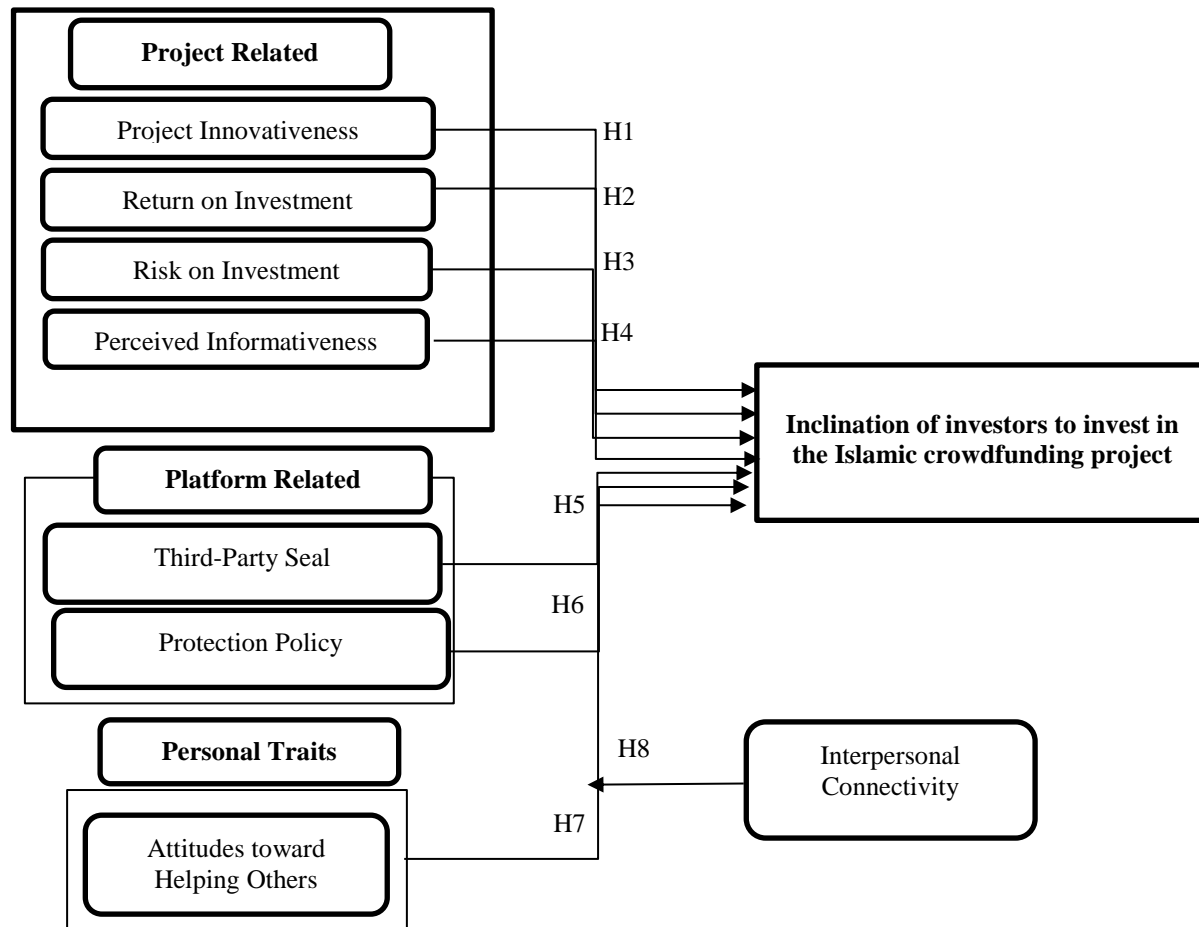 Project Related
Project Innovativeness
H1
Return on Investment
H2
Risk on Investment
H3
Perceived Informativeness
H4
Inclination of investors to invest in
the Islamic crowdfunding project
Platform Related
Third-Party Seal
H5
Protection Policy
H6
Personal Traits
Attitudes toward
Helping Others
H7
H8
Interpersonal
Connectivity